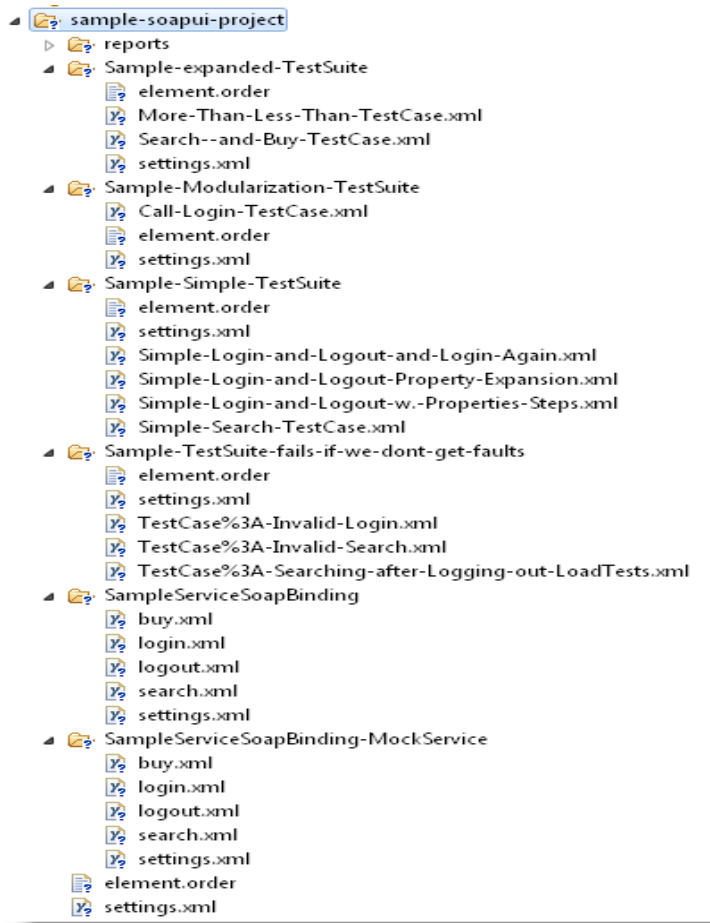 sample-soapui-project
reports
Sample-expanded-TestSuite
element.order
More-Than-Less-Than-TestCase.xml
Search--and-Buy-TestCase.xml
settings.xml
Sample-Modularization-TestSuite
Call-Login-TestCase.xml
element.order
settings.xml
Sample-Simple-TestSuite
element.order
settings.xml
Simple-Login-and-Logout-and-Login-Again.xml
Simple-Login-and-Logout-Property-Expansion.xml
Simple-Login-and-Logout-w.-Properties-Steps.xml
Simple-Search-TestCase.xml
Sample-TestSuite-fails-if-we-dont-get-faults
element.order
settings.xml
TestCase%3A-Invalid-Login.xml
TestCase%3A-Invalid-Search.xml
TestCase%3A-Searching-after-Logging-out-LoadTests.xml
SampleServiceSoapBinding
buy.xml
login.xml
logout.xml
search.xml
settings.xml
SampleServiceSoapBinding-MockService
buy.xml
login.xml
logout.xml
search.xml
settings.xml
element.order
settings.xml